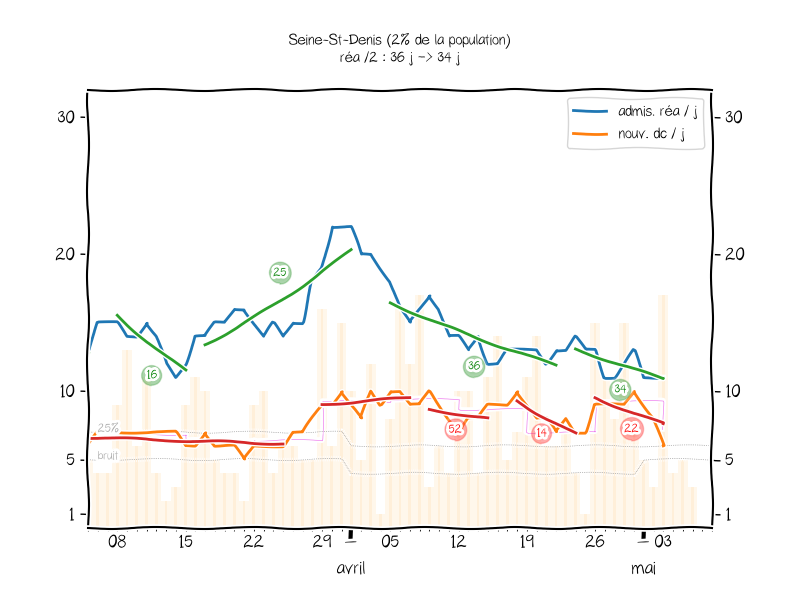 Seine-St-Denis (2% de la population)
réa /2 : 36 j -> 34 j
admis. réa / j
nouv. dc / j
30
30
20
20
25
16
36
34
10
10
25%
52
14
22
bruit
5
5
1
1
08 15 22 29 05 12 19 26 03
avril mai